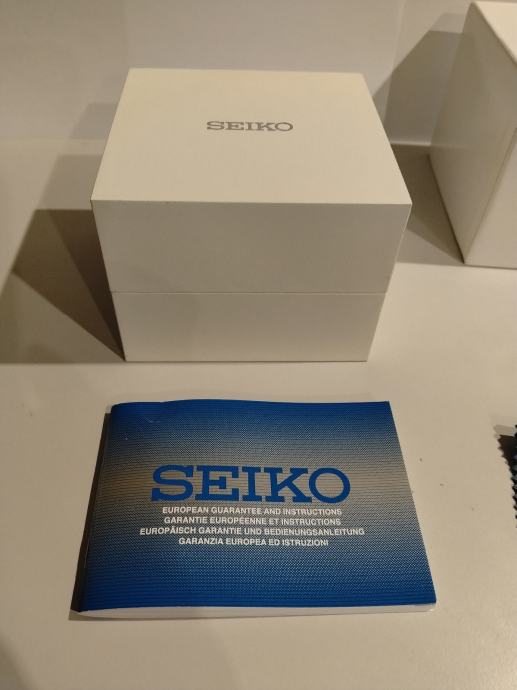 SEIKO
SEIKO
EUROPEAN GUARANTEE AND INSTRUCTIONS
GARANTIE EUROPÉENNE ET INSTRUCTIONS
EUROPÄISCH GARANTIE UND BEDIENUNGSANLEITUNG
GARANZIA EUROPEA ED ISTRUZIONI